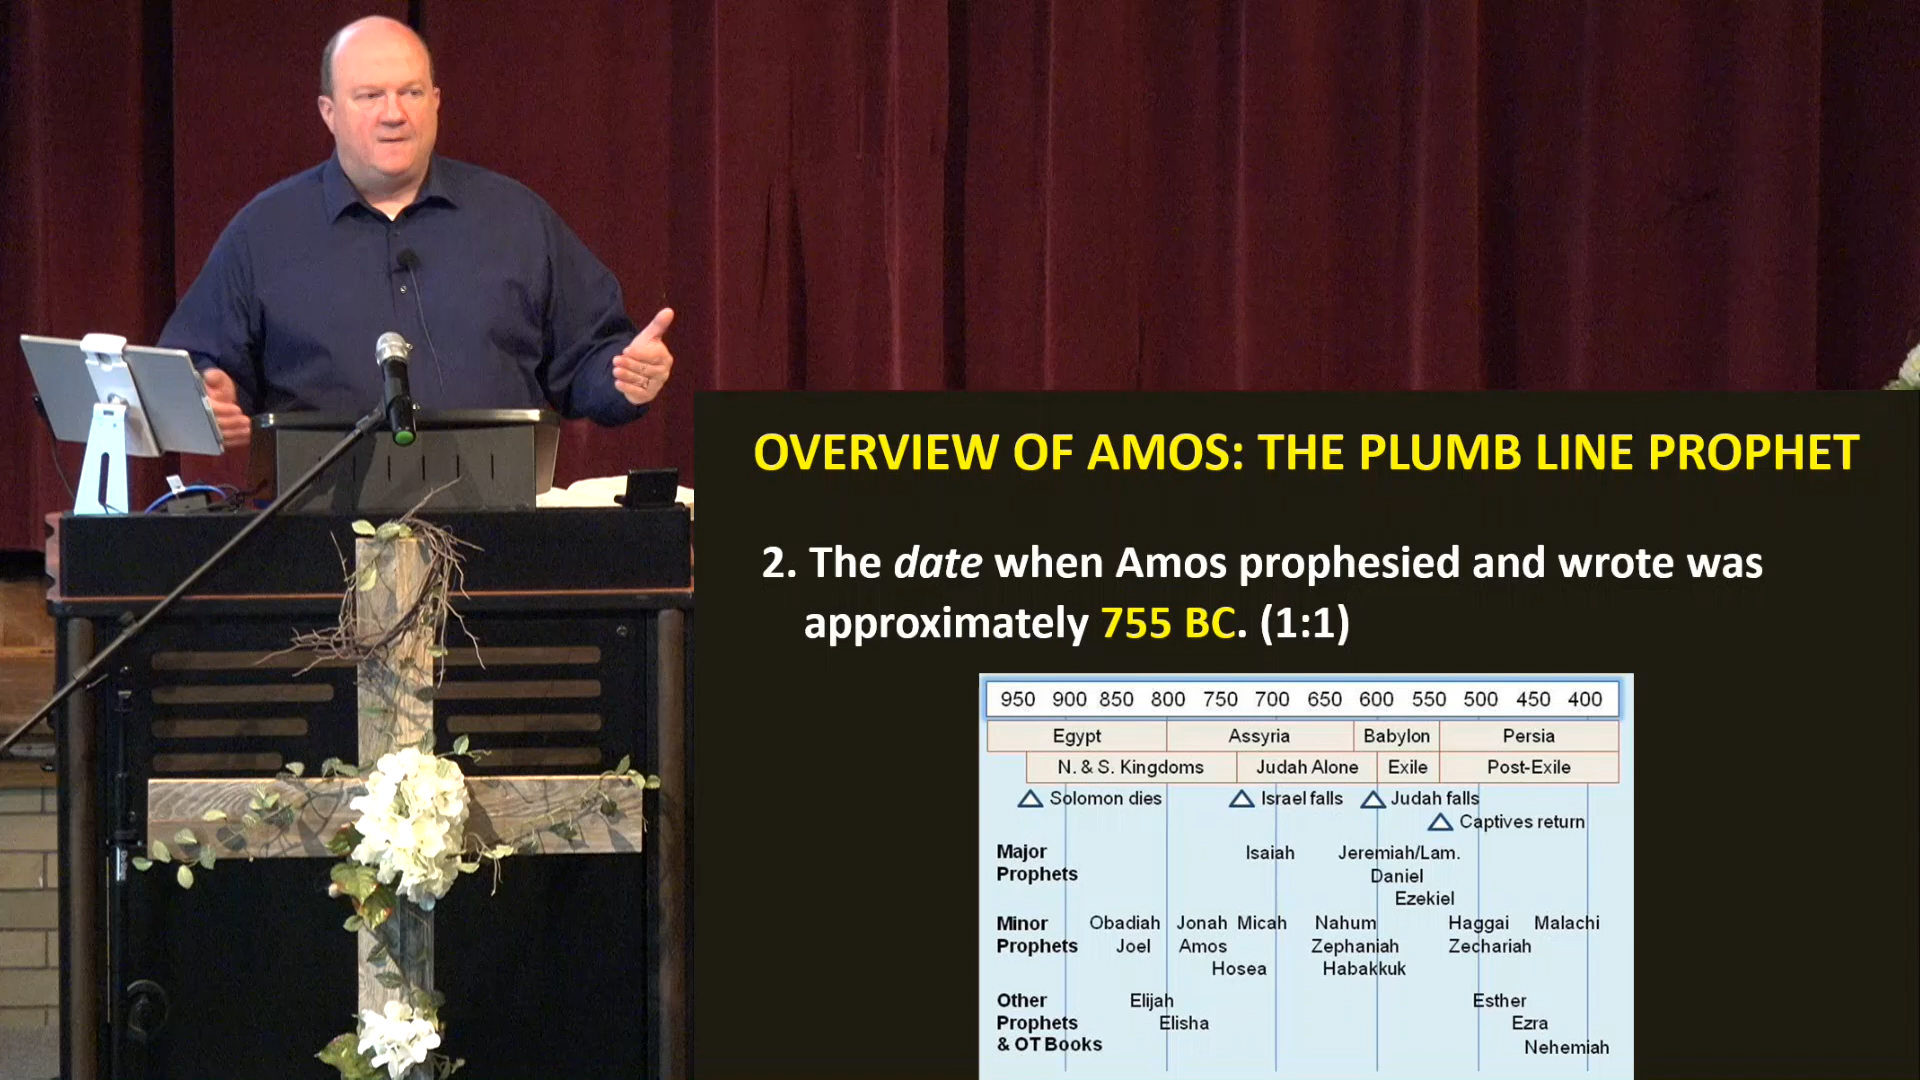 OVERVIEW OF AMOS: THE PLUMB LINE PROPHET
2. The date when Amos prophesied and wrote was
approximately 755 BC. (1:1)
950 900 850 800 750 700 650 600 550 500 450 400
Egypt Assyria Babylon Persia
N. & S. Kingdoms Judah Alone Exile Post-Exile
Solomon dies Israel falls Judah falls
Captives return
Major Isaiah Jeremiah/Lam.
Prophets Daniel
Ezekiel
Minor Obadiah Jonah Micah Nahum Haggai Malachi
Prophets Joel Amos Zephaniah Zechariah
Hosea Habakkuk
Other Elijah Esther
Prophets Elisha Ezra
& OT Books Nehemiah